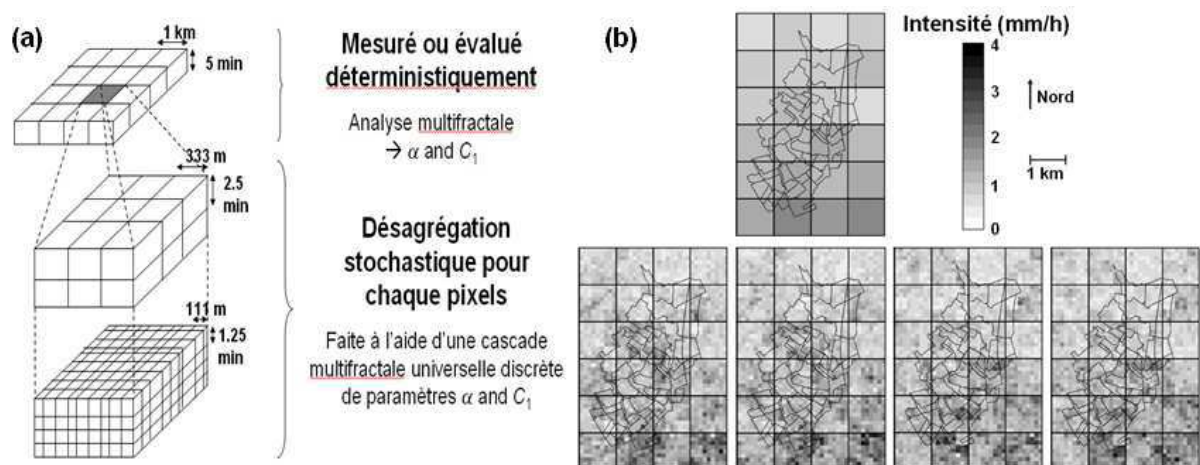 (a)
1 km
5 min
333 m
2.5
min
111 m
1.25
min
Mesuré ou évalué
déterministiquement
Analyse multifractale
→ α and C₁
Désagrégation
stochastique pour
chaque pixels
Faite à l’aide d’une cascade
multifractale universelle discrète
de paramètres α and C₁
(b)
Intensité (mm/h)
4
3
2
1
0
Nord
1 km